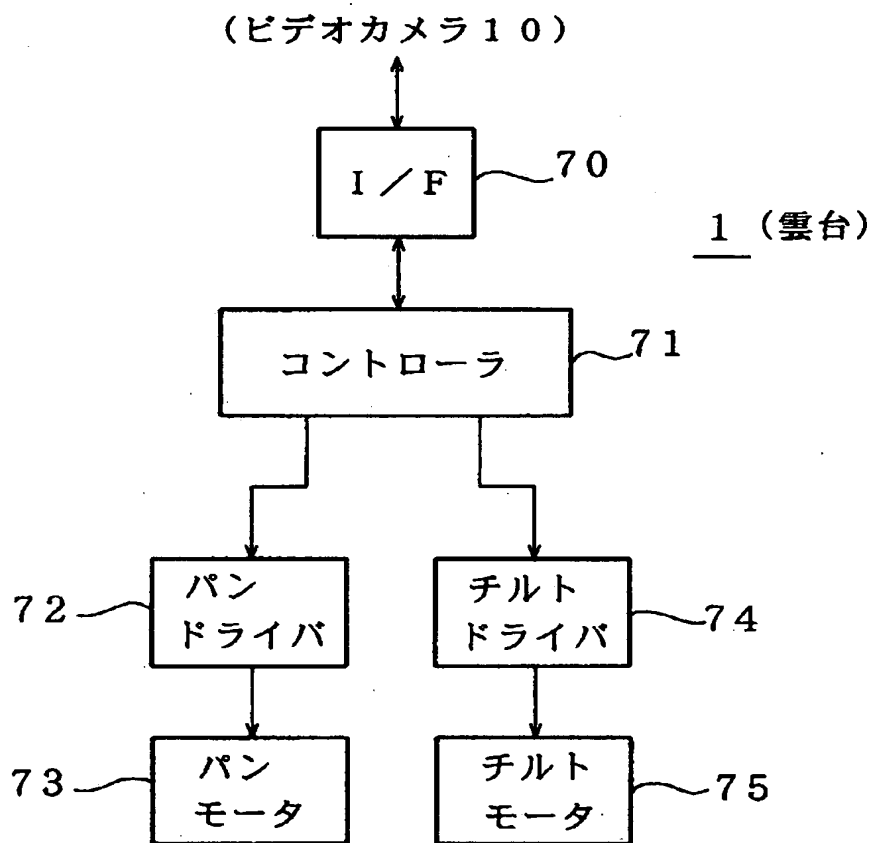 (ビデオカメラ10)
I/F
70
1 (雲台)
コントローラ
71
パン
ドライバ
72
チルト
ドライバ
74
パン
モータ
73
チルト
モータ
75